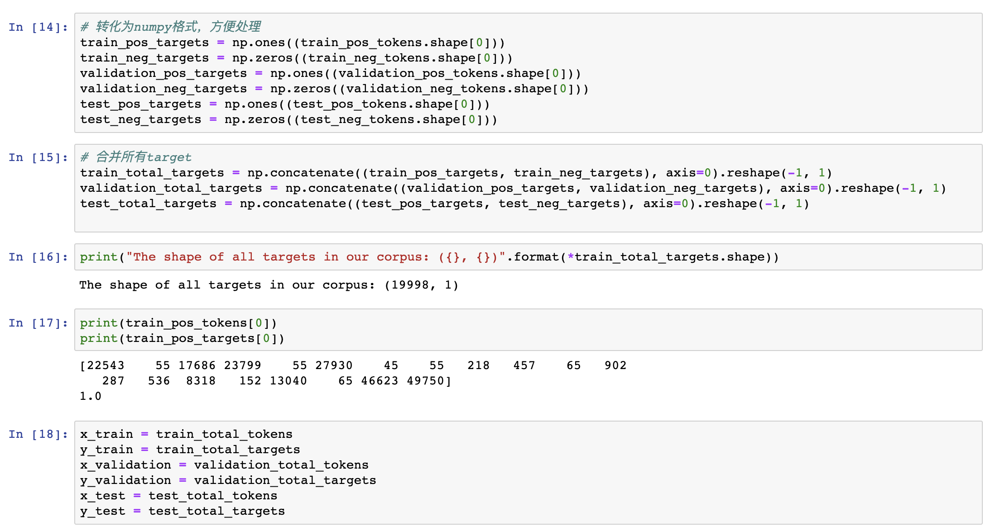 In [14]:
# 转化为numpy格式，方便处理
train_pos_targets = np.ones((train_pos_tokens.shape[0]))
train_neg_targets = np.zeros((train_neg_tokens.shape[0]))
validation_pos_targets = np.ones((validation_pos_tokens.shape[0]))
validation_neg_targets = np.zeros((validation_neg_tokens.shape[0]))
test_pos_targets = np.ones((test_pos_tokens.shape[0]))
test_neg_targets = np.zeros((test_neg_tokens.shape[0]))
In [15]:
# 合并所有target
train_total_targets = np.concatenate((train_pos_targets, train_neg_targets), axis=0).reshape(-1, 1)
validation_total_targets = np.concatenate((validation_pos_targets, validation_neg_targets), axis=0).reshape(-1, 1)
test_total_targets = np.concatenate((test_pos_targets, test_neg_targets), axis=0).reshape(-1, 1)
In [16]:
print("The shape of all targets in our corpus: ({}, {})".format(*train_total_targets.shape))
The shape of all targets in our corpus: (19998, 1)
In [17]:
print(train_pos_tokens[0])
print(train_pos_targets[0])
[22543    55 17686 23799    55 27930    45    55   218   457    65   902
   287   536  8318   152 13040    65 46623 49750]
1.0
In [18]:
x_train = train_total_tokens
y_train = train_total_targets
x_validation = validation_total_tokens
y_validation = validation_total_targets
x_test = test_total_tokens
y_test = test_total_targets